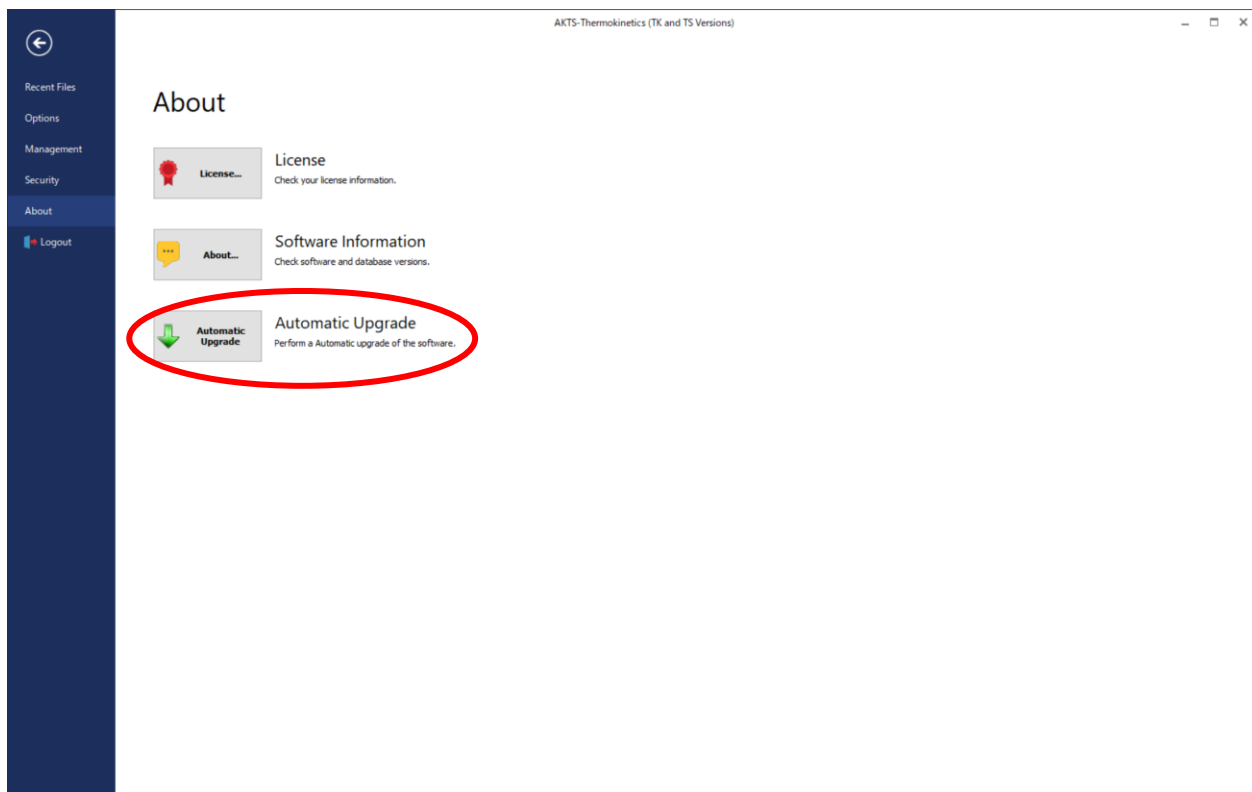 AKTS-Thermokinetics (TK and TS Versions)
Recent Files
Options
Management
Security
About
Logout
About
License...
License
Check your license information.
About...
Software Information
Check software and database versions.
Automatic
Upgrade
Automatic Upgrade
Perform a Automatic upgrade of the software.